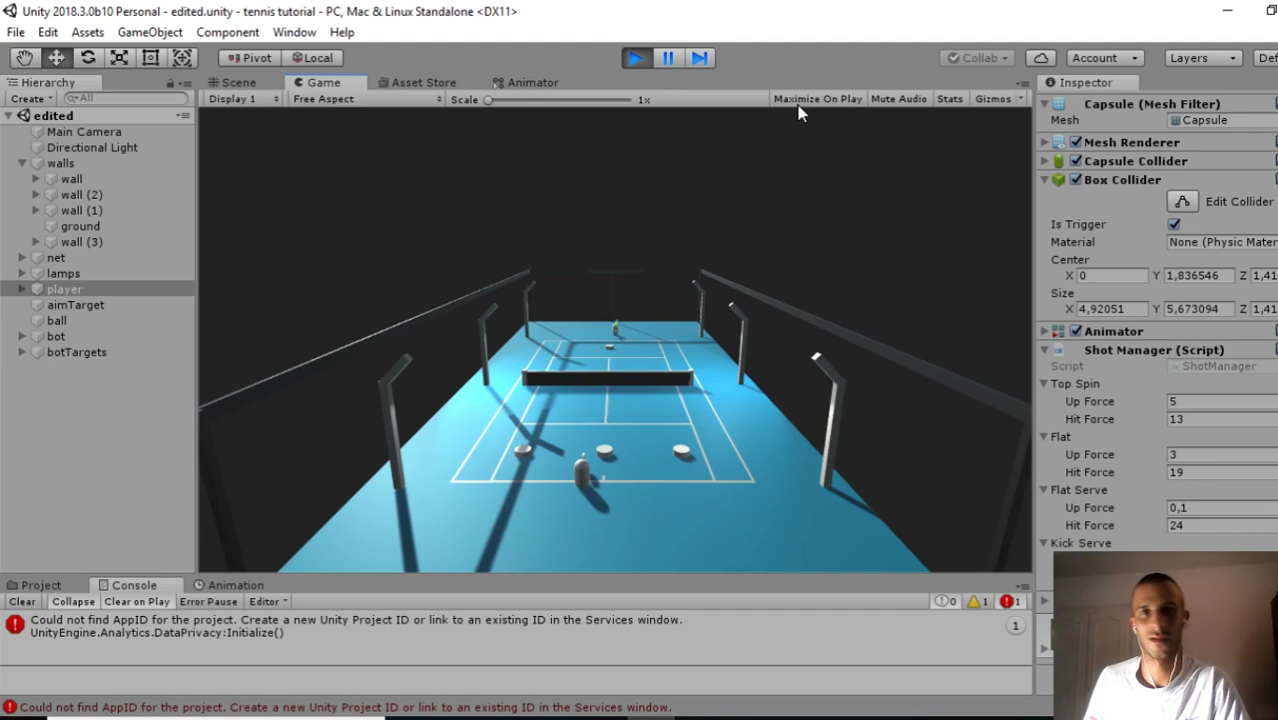 Unity 2018.3.0b10 Personal - edited.unity - tennis tutorial - PC, Mac & Linux Standalone <DX11>
File Edit Assets GameObject Component Window Help
Pivot Local Collab Account Layers Def
Hierarchy Scene Game Asset Store Animator Inspector
Create All Display 1 Free Aspect Scale 1x Maximize On Play Mute Audio Stats Gizmos
edited
Main Camera
Directional Light
walls
wall
wall (2)
wall (1)
ground
wall (3)
net
lamps
player
aimTarget
ball
bot
botTargets
Capsule (Mesh Filter)
Mesh Capsule
Mesh Renderer
Capsule Collider
Box Collider
Edit Collider
Is Trigger
Material None (Physic Mater
Center
X 0 Y 1,836546 Z 1,41
Size
X 4,92051 Y 5,673094 Z 1,41
Animator
Shot Manager (Script)
Script ShotManager
Top Spin
Up Force 5
Hit Force 13
Flat
Up Force 3
Hit Force 19
Flat Serve
Up Force 0,1
Hit Force 24
Kick Serve
Project Console Animation
Clear Collapse Clear on Play Error Pause Editor 0 1 1
Could not find AppID for the project. Create a new Unity Project ID or link to an existing ID in the Services window.
UnityEngine.Analytics.DataPrivacy:Initialize()
1
Could not find AppID for the project. Create a new Unity Project ID or link to an existing ID in the Services window.